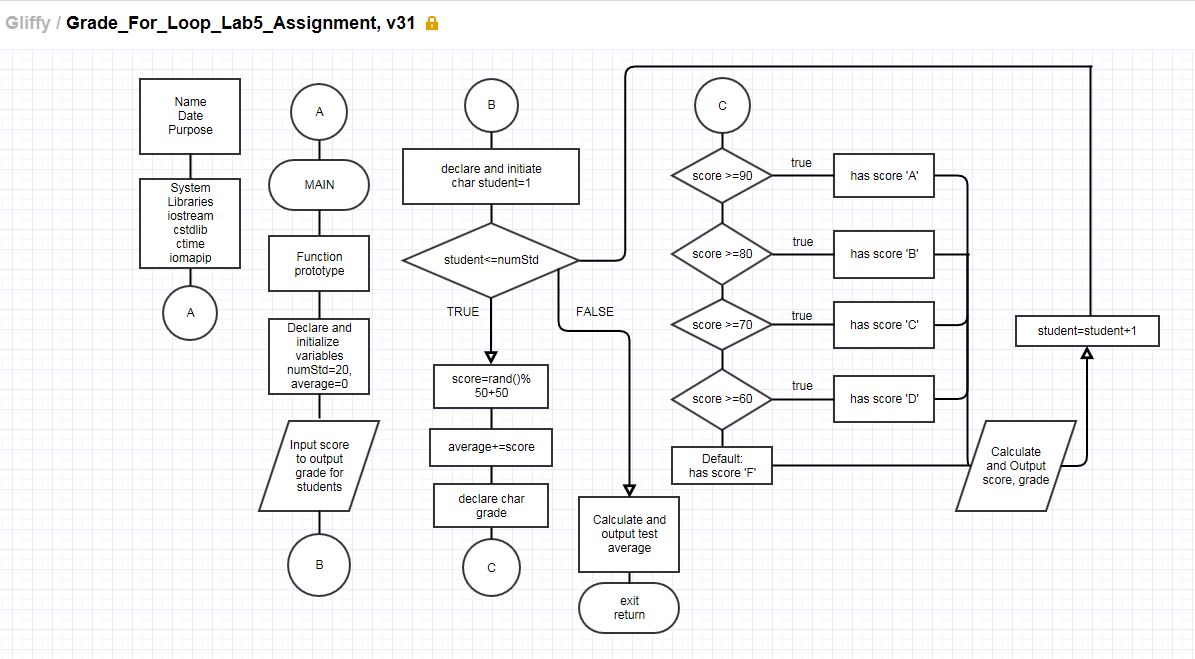 Gliffy / Grade_For_Loop_Lab5_Assignment, v31
Name
Date
Purpose
System
Libraries
iostream
cstdlib
ctime
iomapip
A
A
MAIN
Function
prototype
Declare and
initialize
variables
numStd=20,
average=0
Input score
to output
grade for
students
B
B
declare and initiate
char student=1
student<=numStd
TRUE
FALSE
score=rand()%
50+50
average+=score
declare char
grade
C
Calculate and
output test
average
exit
return
C
score >=90
true
has score 'A'
score >=80
true
has score 'B'
score >=70
true
has score 'C'
score >=60
true
has score 'D'
Default:
has score 'F'
Calculate
and Output
score, grade
student=student+1